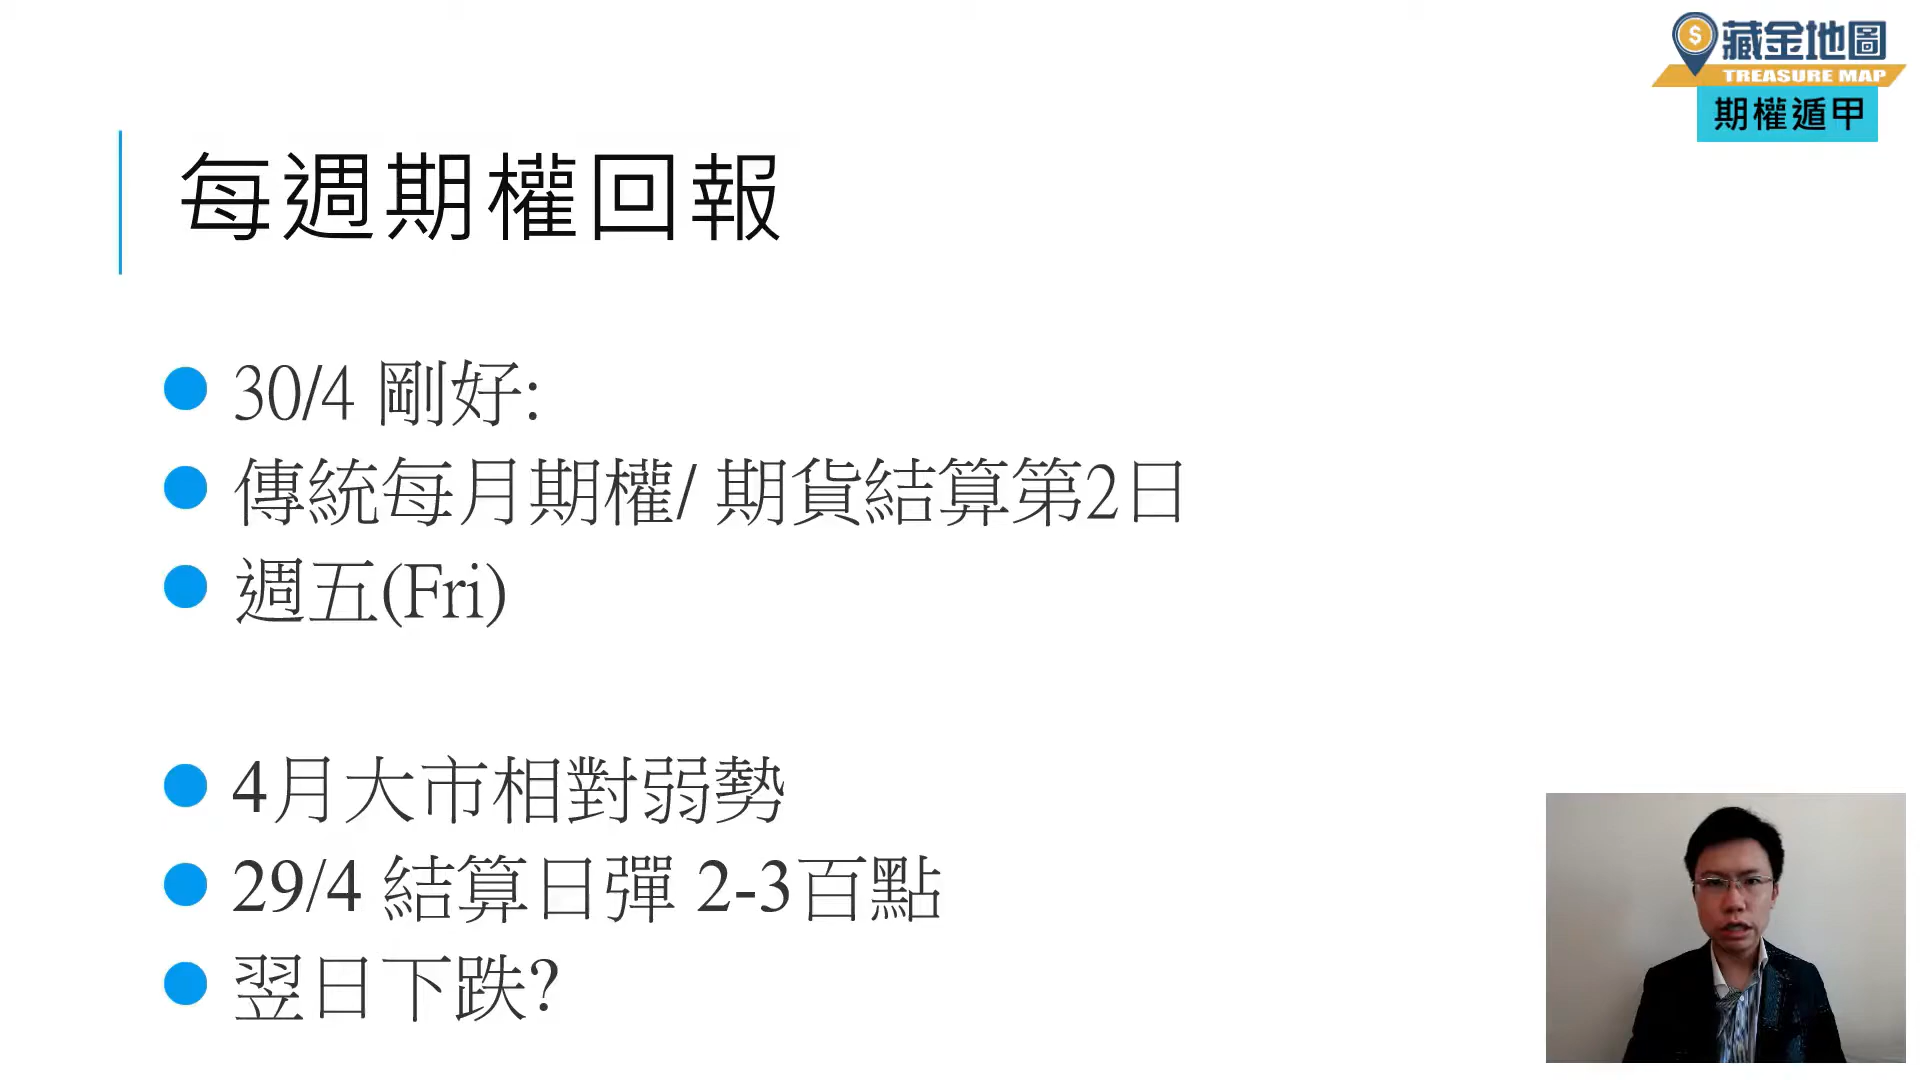 藏金地圖
TREASURE MAP
期權遁甲
每週期權回報
30/4 剛好:
傳統每月期權/ 期貨結算第2日
週五(Fri)
4月大市相對弱勢
29/4 結算日彈 2-3百點
翌日下跌?